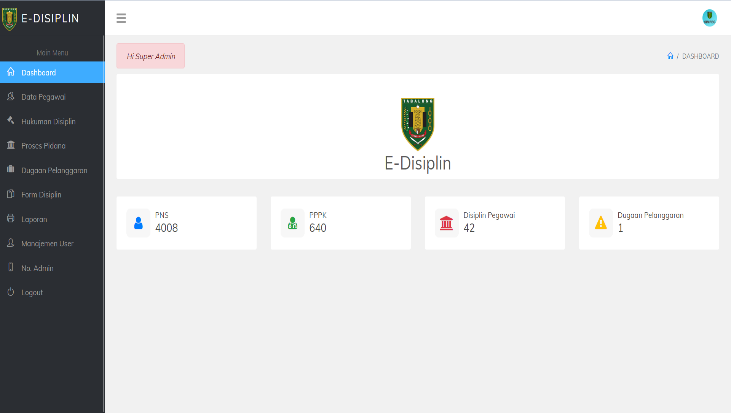 E-DISIPLIN
Main Menu
Dashboard
Data Pegawai
Hukuman Disiplin
Proses Pidana
Dugaan Pelanggaran
Form Disiplin
Laporan
Manajemen User
No. Admin
Logout
Hi Super Admin
/ DASHBOARD
TABALONG
E-Disiplin
PNS
4008
PPPK
640
Disiplin Pegawai
42
Dugaan Pelanggaran
1